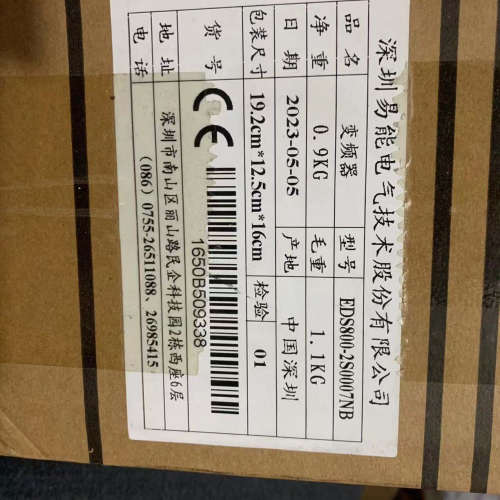 深圳易能电气技术股份有限公司
品 名 变频器 型号 EDS800-2S0007NB
净 重 0.9KG 毛重 1.1KG
日 期 2023-05-05 产地 中国深圳
包装尺寸 19.2cm*12.5cm*16cm 检验 01
货 号 CE 1650B509338
地 址 深圳市南山区丽山路民企科技园2栋西座6层
电 话 (086) 0755-26511088、26985415